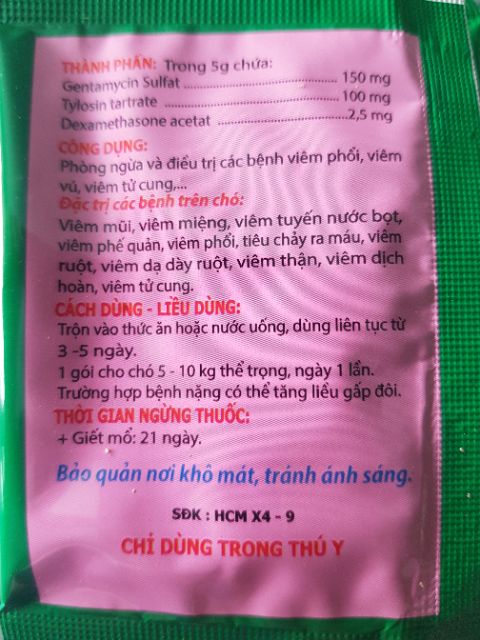 THÀNH PHẦN: Trong 5g chứa:
Gentamycin Sulfat ........................ 150 mg
Tylosin tartrate ........................... 100 mg
Dexamethasone acetat ........................2,5 mg
CÔNG DỤNG:
Phòng ngừa và điều trị các bệnh viêm phổi, viêm
vú, viêm tử cung,...
Đặc trị các bệnh trên chó:
Viêm mũi, viêm miệng, viêm tuyến nước bọt,
viêm phế quản, viêm phổi, tiêu chảy ra máu, viêm
ruột, viêm dạ dày ruột, viêm thận, viêm dịch
hoàn, viêm tử cung.
CÁCH DÙNG - LIỀU DÙNG:
Trộn vào thức ăn hoặc nước uống, dùng liên tục từ
3 -5 ngày.
1 gói cho chó 5 - 10 kg thể trọng, ngày 1 lần.
Trường hợp bệnh nặng có thể tăng liều gấp đôi.
THỜI GIAN NGỪNG THUỐC:
+ Giết mổ: 21 ngày.
Bảo quản nơi khô mát, tránh ánh sáng.
SĐK : HCM X4 - 9
CHỈ DÙNG TRONG THÚ Y